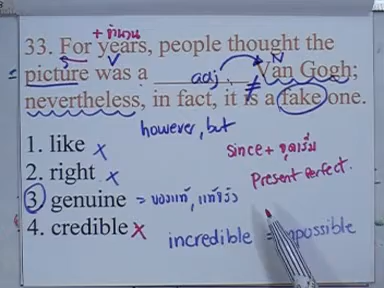 + จำนวน
33. For years, people thought the
= picture was a ________ Van Gogh;
adj. N
nevertheless, in fact, it is a fake one.
≠
however, but
1. like x
since + จุดเริ่ม
2. right x
Present Perfect.
3. genuine = ของแท้, แท้จริง
4. credible x
incredible = impossible